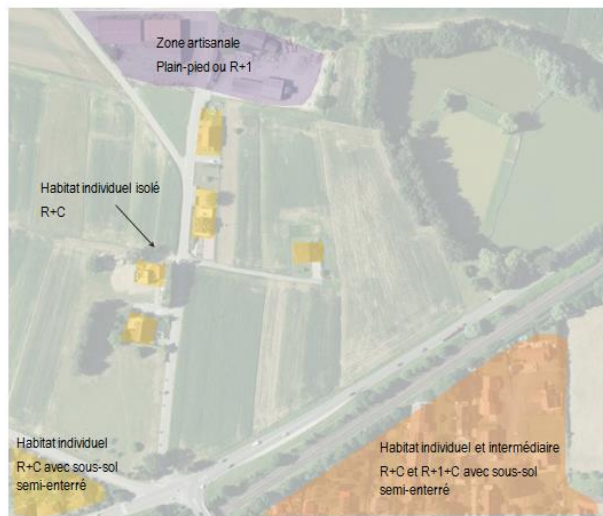 Zone artisanale
Plain-pied ou R+1
Habitat individuel isolé
R+C
Habitat individuel
R+C avec sous-sol
semi-enterré
Habitat individuel et intermédiaire
R+C et R+1+C avec sous-sol
semi-enterré